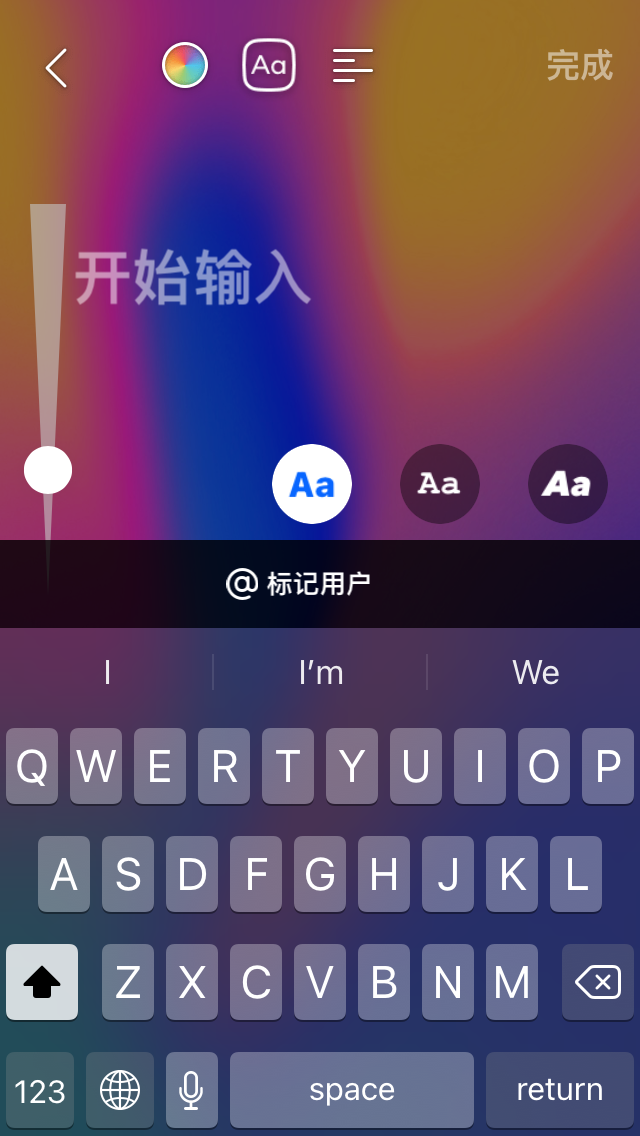 Aa 完成
开始输入
Aa Aa Aa
@ 标记用户
I I’m We
Q W E R T Y U I O P
A S D F G H J K L
Z X C V B N M
123 space return